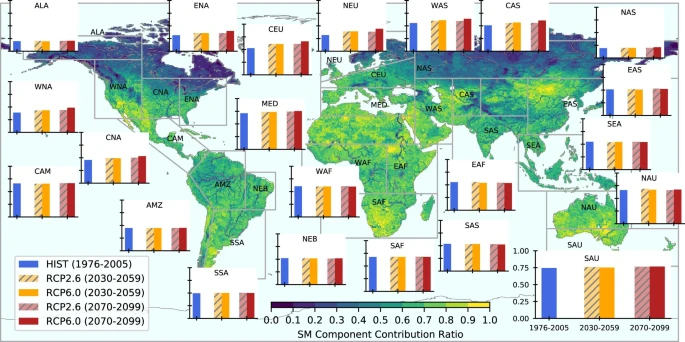 ALA
ENA
NEU
WAS
CAS
NAS
ALA
CEU
NEU
NAS
EAS
WNA
WNA
CNA
ENA
CEU
CAS
EAS
MED
MED
WAS
SEA
CNA
CAM
SAS
SEA
CAM
WAF
WAF
EAF
EAF
NAU
AMZ
NEB
AMZ
SAF
NAU
SSA
NEB
SAF
SAS
SAU
SSA
SAU
1.00
0.75
0.50
0.25
0.00
1976-2005
2030-2059
2070-2099
HIST (1976-2005)
RCP2.6 (2030-2059)
RCP6.0 (2030-2059)
RCP2.6 (2070-2099)
RCP6.0 (2070-2099)
0.0 0.1 0.2 0.3 0.4 0.5 0.6 0.7 0.8 0.9 1.0
SM Component Contribution Ratio